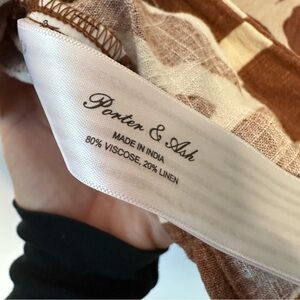 Porter & Ash
MADE IN INDIA
80% VISCOSE, 20% LINEN